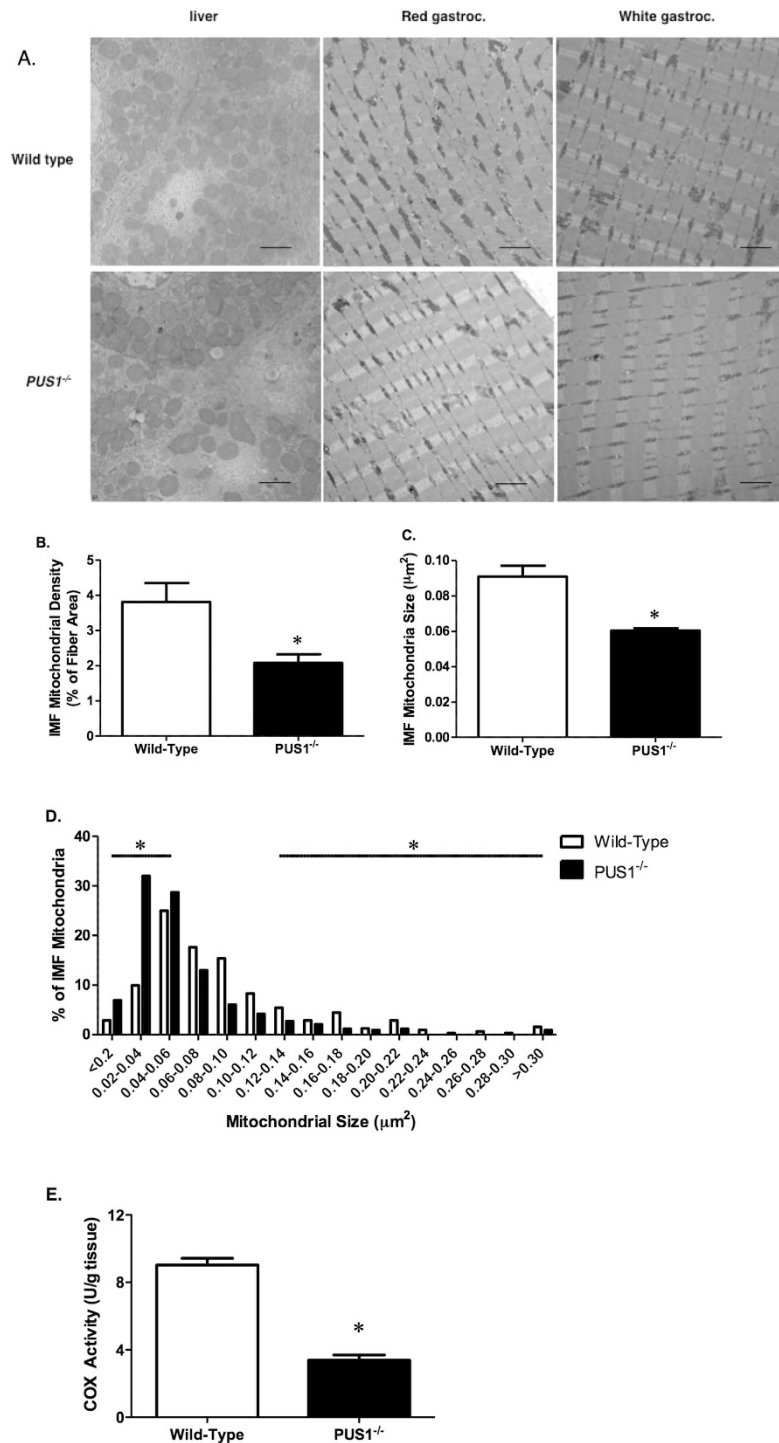 liver Red gastroc. White gastroc.
A.
Wild type
PUS1-/-
B.
IMF Mitochondrial Density
(% of Fiber Area)
5
4
3
2
1
0
Wild-Type PUS1-/-
*
C.
IMF Mitochondria Size (μm²)
0.10
0.08
0.06
0.04
0.02
0.00
Wild-Type PUS1-/-
*
D.
% of IMF Mitochondria
40
30
20
10
0
* *
Wild-Type
PUS1-/-
<0.2 0.02-0.04 0.04-0.06 0.06-0.08 0.08-0.10 0.10-0.12 0.12-0.14 0.14-0.16 0.16-0.18 0.18-0.20 0.20-0.22 0.22-0.24 0.24-0.26 0.26-0.28 0.28-0.30 >0.30
Mitochondrial Size (μm²)
E.
COX Activity (U/g tissue)
12
8
4
0
*
Wild-Type PUS1-/-